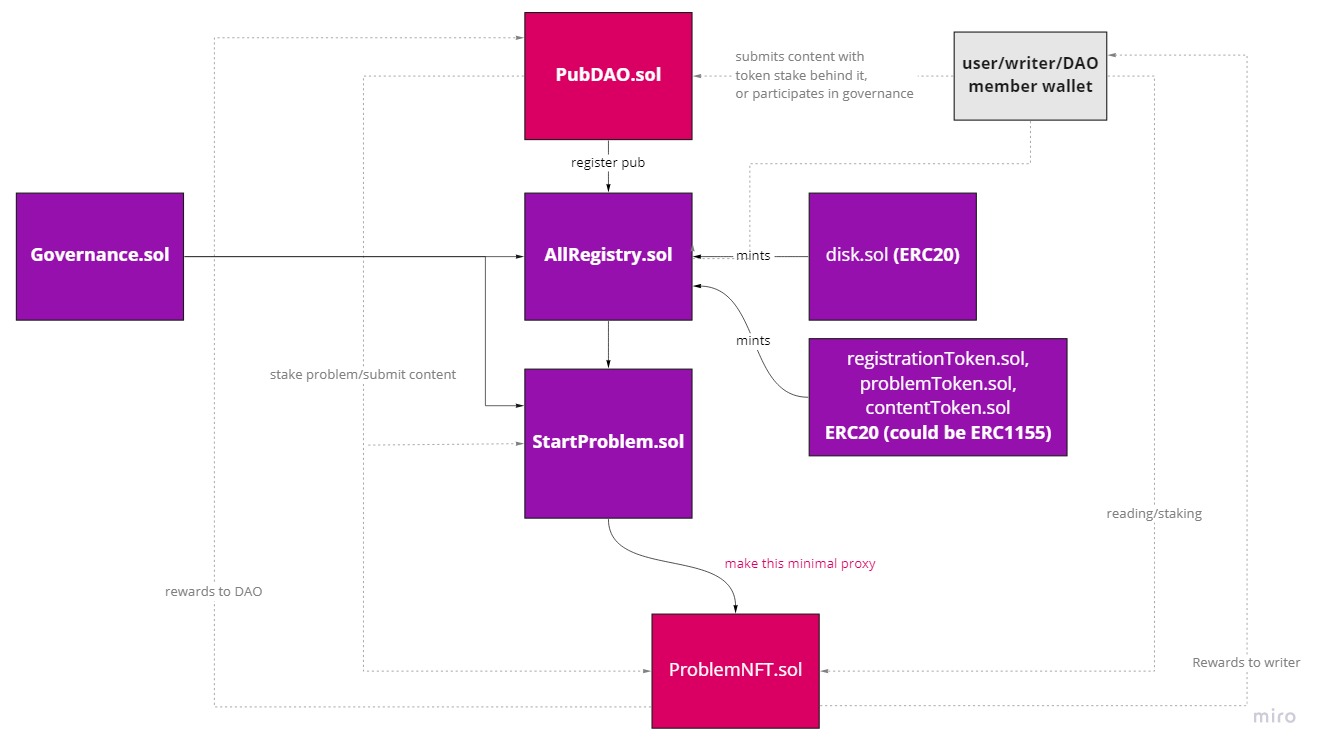 PubDAO.sol
submits content with
token stake behind it,
or participates in governance
user/writer/DAO
member wallet
register pub
Governance.sol
AllRegistry.sol
mints
disk.sol (ERC20)
mints
registrationToken.sol,
problemToken.sol,
contentToken.sol
ERC20 (could be ERC1155)
stake problem/submit content
StartProblem.sol
reading/staking
make this minimal proxy
rewards to DAO
ProblemNFT.sol
Rewards to writer
miro